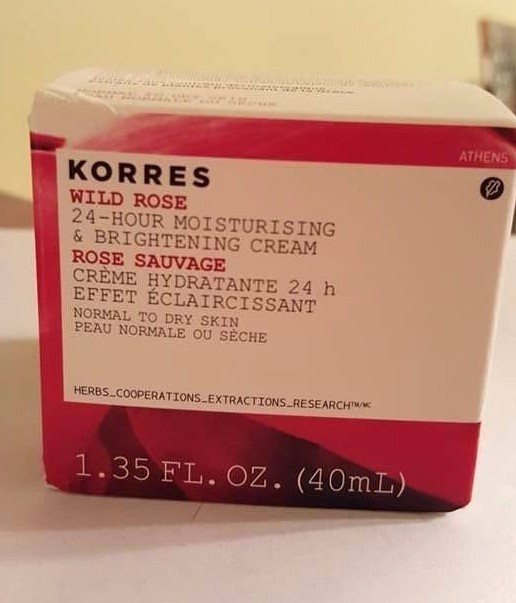 ATHENS
KORRES
WILD ROSE
24-HOUR MOISTURISING
& BRIGHTENING CREAM
ROSE SAUVAGE
CRÈME HYDRATANTE 24 h
EFFET ÉCLAIRCISSANT
NORMAL TO DRY SKIN
PEAU NORMALE OU SÈCHE
HERBS_COOPERATIONS_EXTRACTIONS_RESEARCH™/MC
1.35 FL. OZ. (40mL)